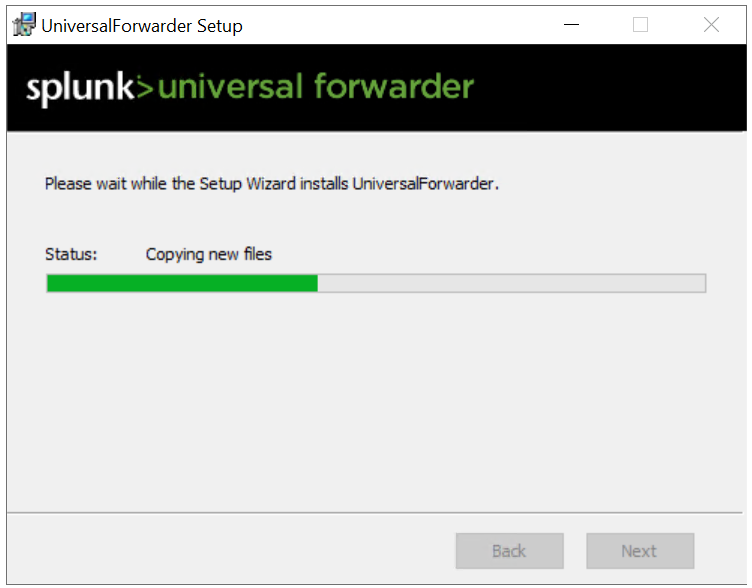 UniversalForwarder Setup
splunk>universal forwarder
Please wait while the Setup Wizard installs UniversalForwarder.
Status: Copying new files
Back Next